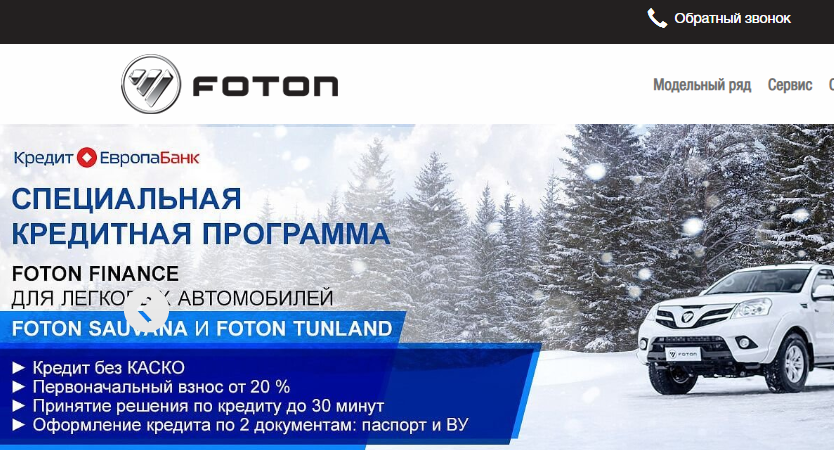 Обратный звонок
FOTON
Модельный ряд Сервис
Кредит ЕвропаБанк
СПЕЦИАЛЬНАЯ
КРЕДИТНАЯ ПРОГРАММА
FOTON FINANCE
ДЛЯ АВТОМОБИЛЕЙ
FOTON SAUVANA И FOTON TUNLAND
► Кредит без КАСКО
► Первоначальный взнос от 20 %
► Принятие решения по кредиту до 30 минут
► Оформление кредита по 2 документам: паспорт и ВУ
FOTON